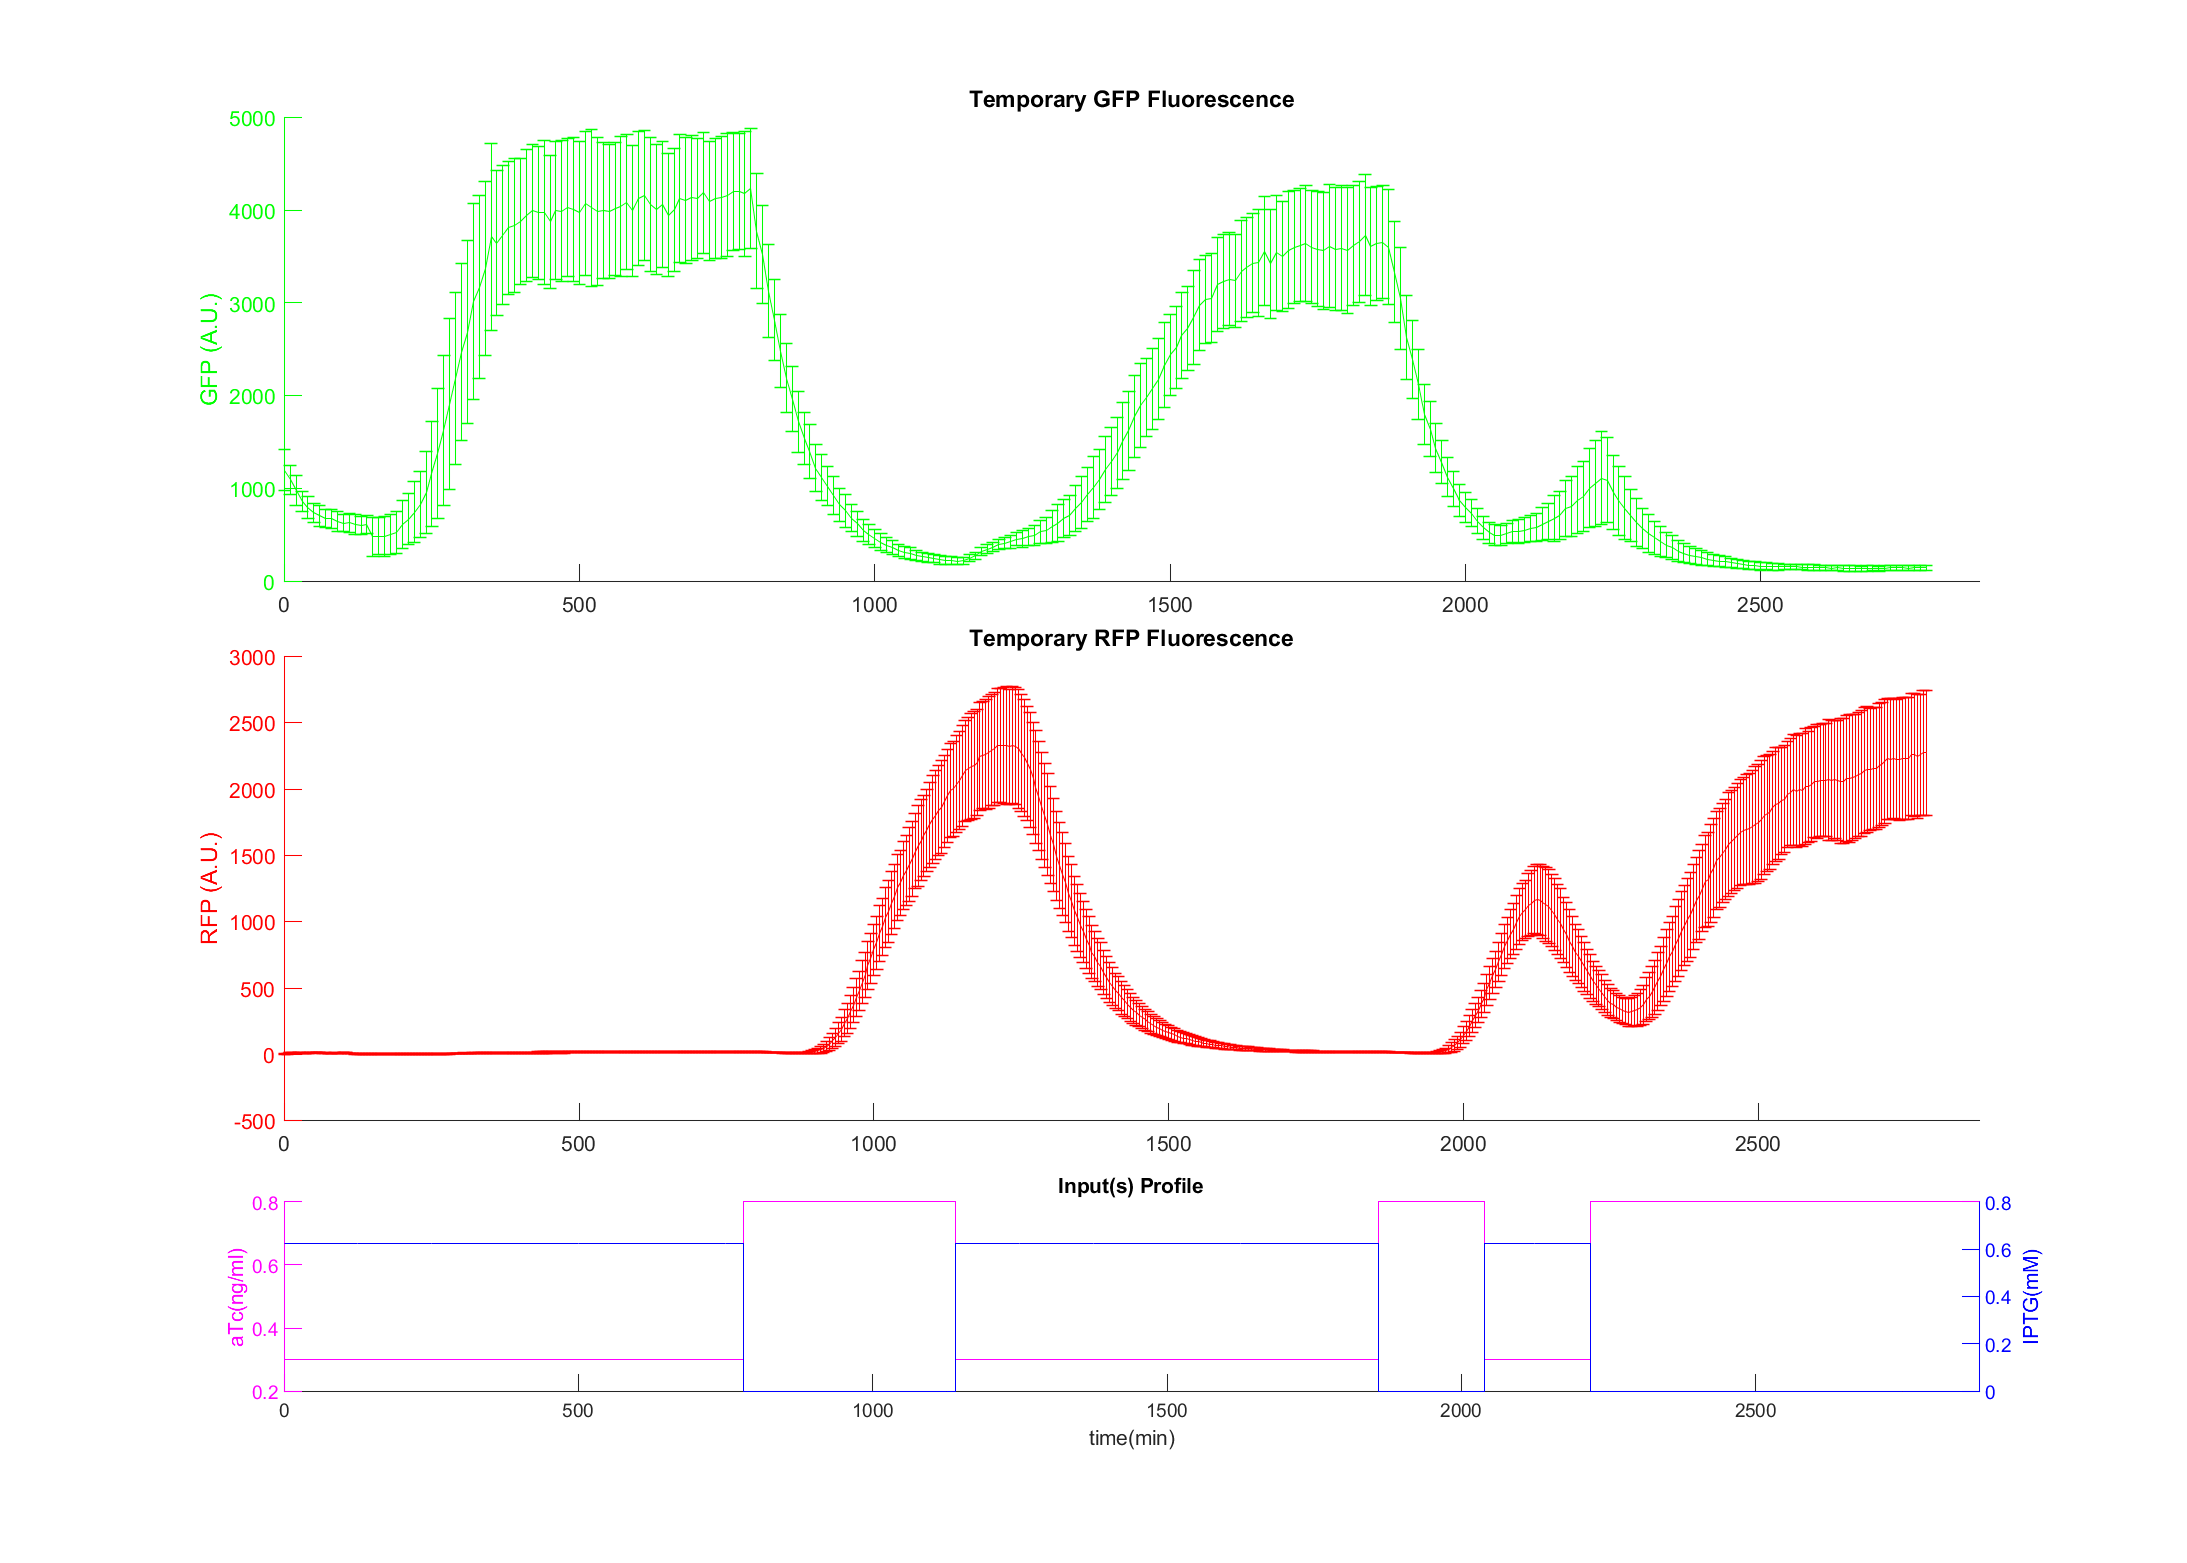 Temporary GFP Fluorescence
GFP (A.U.)
5000
4000
3000
2000
1000
0
0 500 1000 1500 2000 2500
Temporary RFP Fluorescence
RFP (A.U.)
3000
2500
2000
1500
1000
500
0
-500
0 500 1000 1500 2000 2500
Input(s) Profile
aTc(ng/ml)
0.8
0.6
0.4
0.2
IPTG(mM)
0.8
0.6
0.4
0.2
0
0 500 1000 1500 2000 2500
time(min)